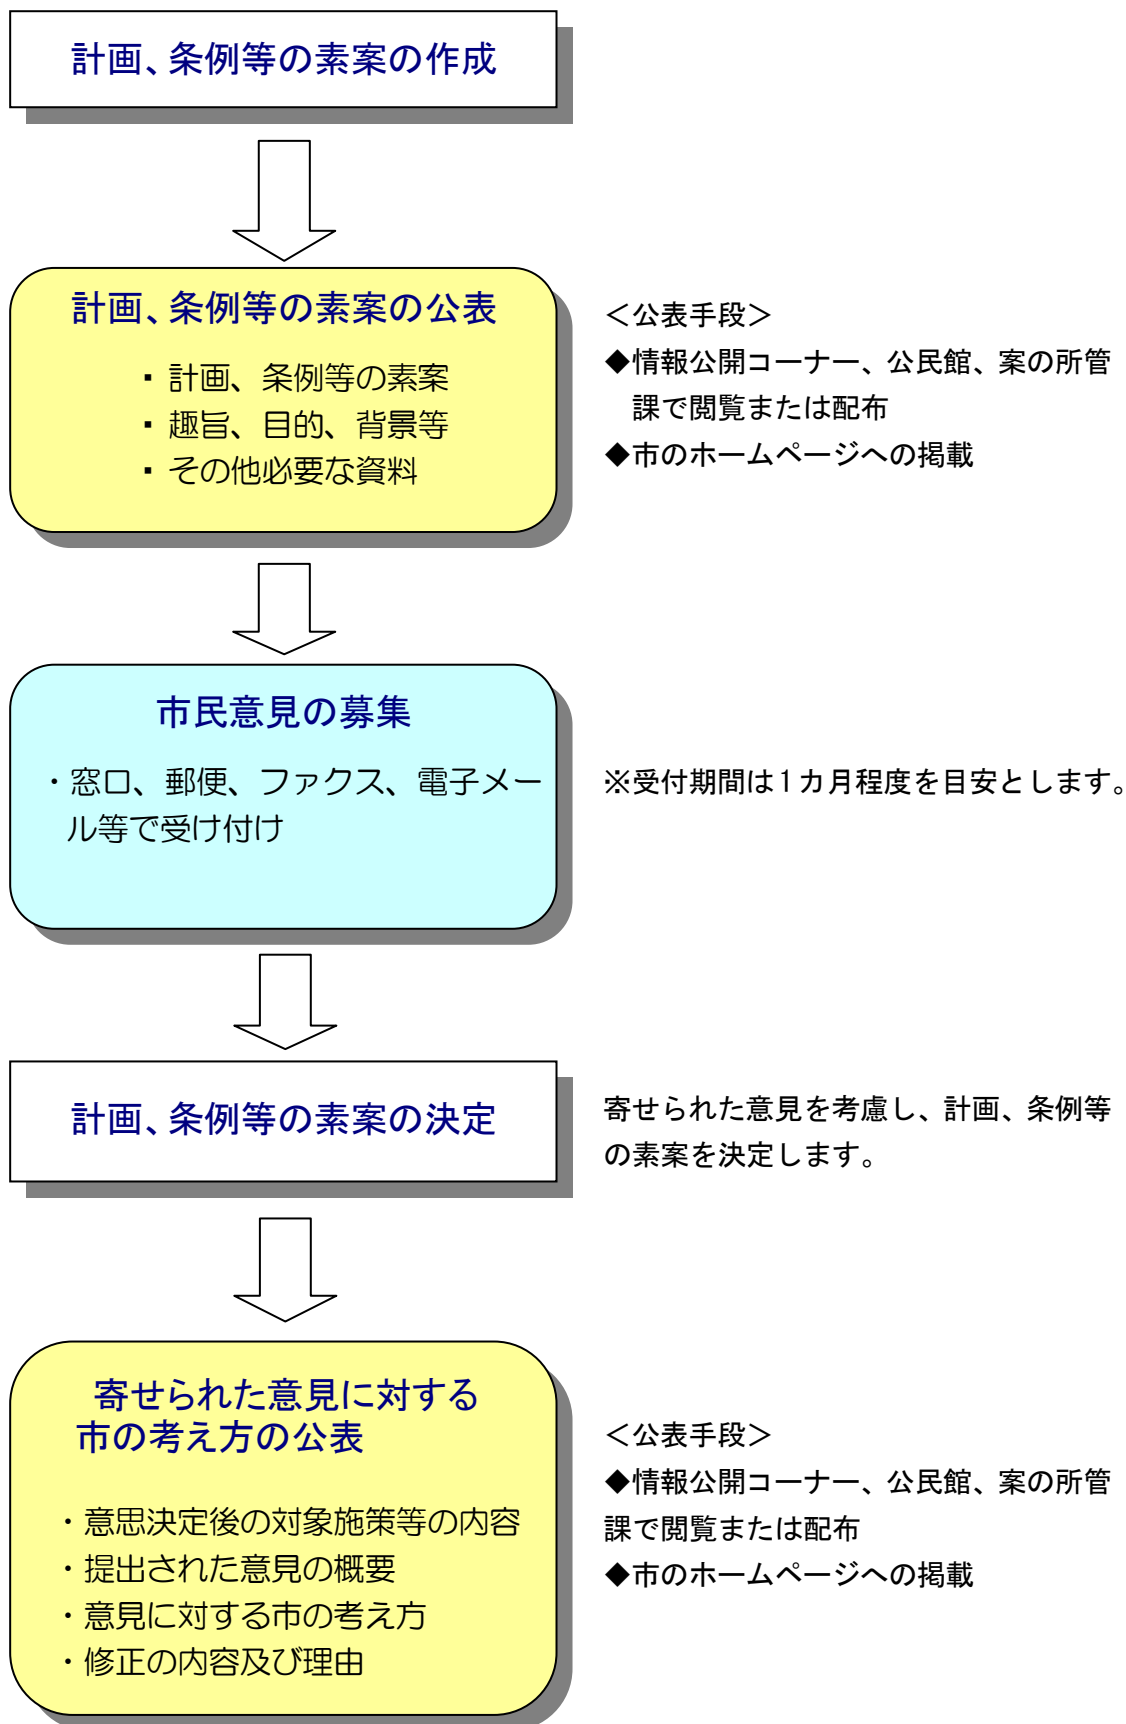 計画、条例等の素案の作成
計画、条例等の素案の公表
▪ 計画、条例等の素案
▪ 趣旨、目的、背景等
▪ その他必要な資料
＜公表手段＞
◆情報公開コーナー、公民館、案の所管
課で閲覧または配布
◆市のホームページへの掲載
市民意見の募集
・窓口、郵便、ファクス、電子メー
ル等で受け付け
※受付期間は1カ月程度を目安とします。
計画、条例等の素案の決定
寄せられた意見を考慮し、計画、条例等
の素案を決定します。
寄せられた意見に対する
市の考え方の公表
・意思決定後の対象施策等の内容
・提出された意見の概要
・意見に対する市の考え方
・修正の内容及び理由
＜公表手段＞
◆情報公開コーナー、公民館、案の所管
課で閲覧または配布
◆市のホームページへの掲載